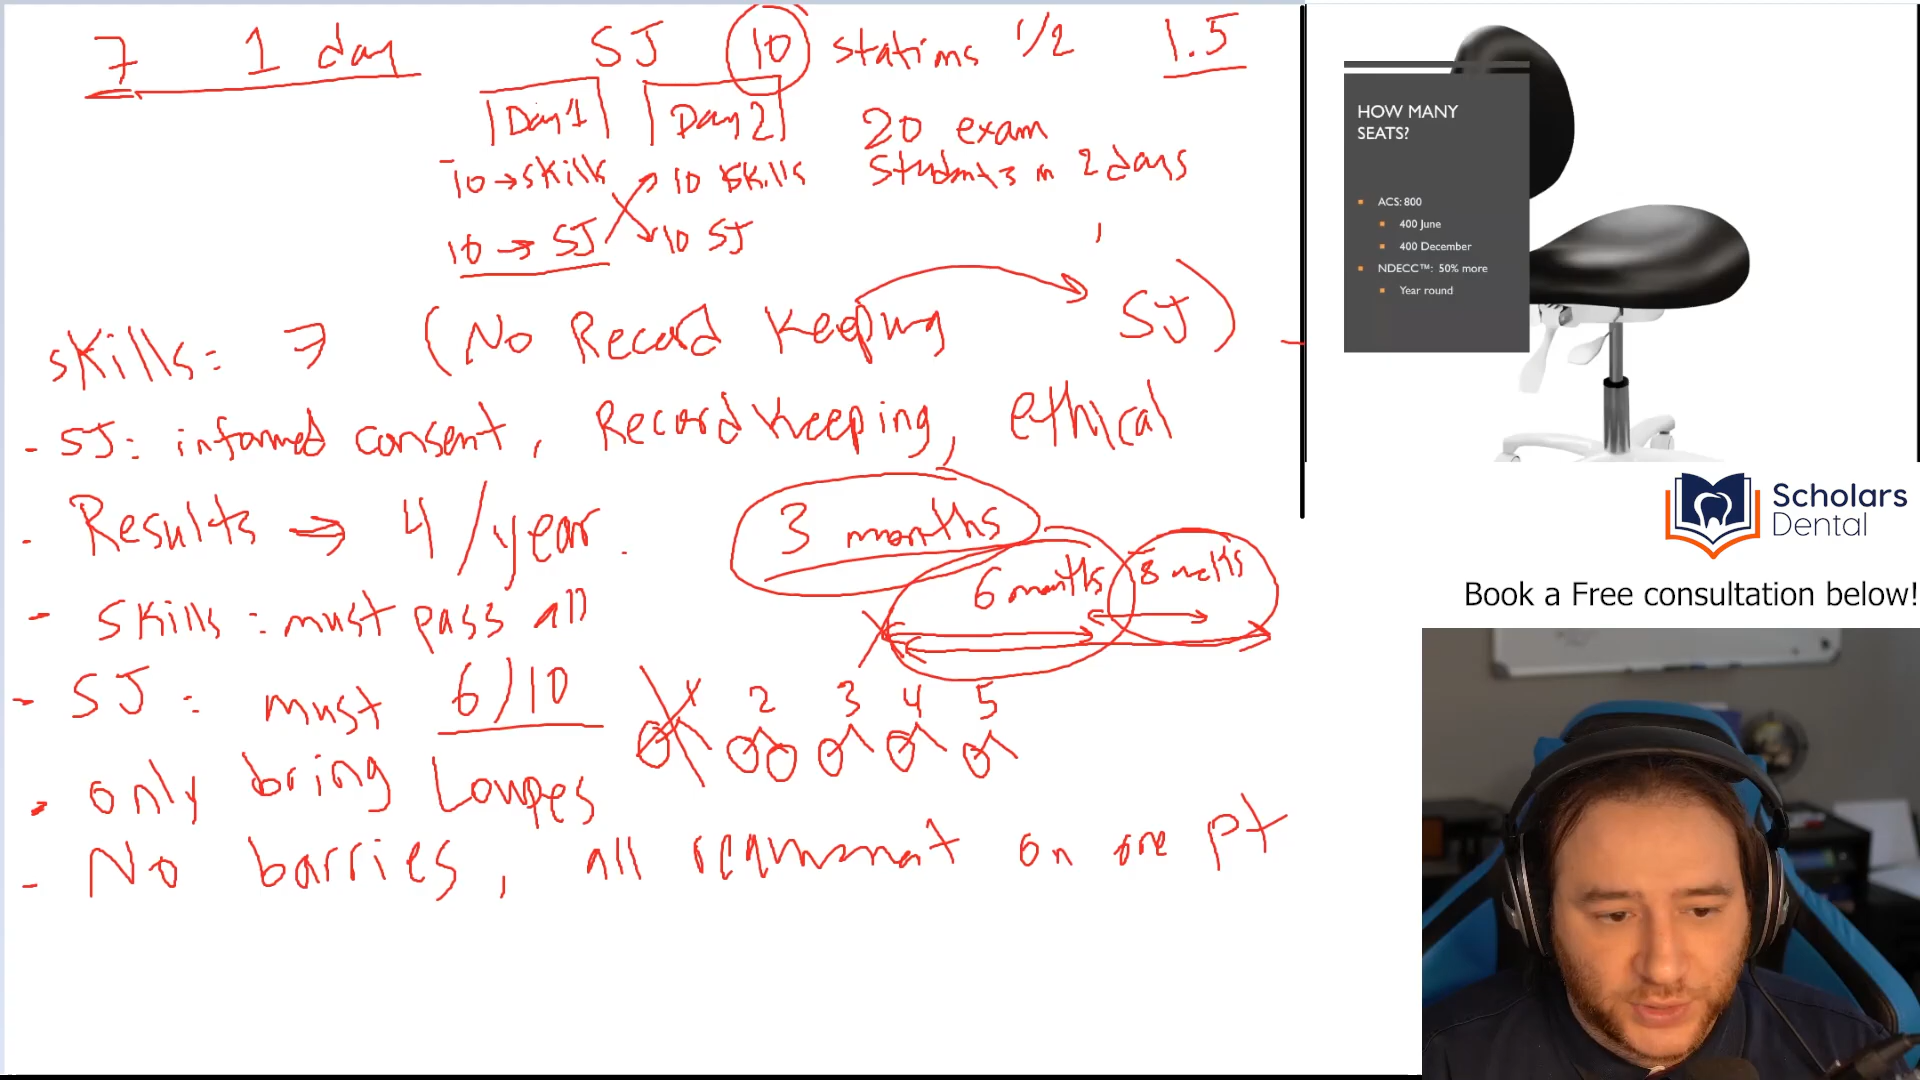 7 1 day SJ 10 stations 1/2 1.5
Day 1 Day 2 20 exam
10 → skills 10 skills students in 2 days
10 → SJ 10 SJ
skills: 7 (No Record Keeping SJ)
- SJ: informed consent, Record Keeping, ethical
- Results → 4/year. 3 months
6 months 8 weeks
- skills: must pass all
- SJ: must 6/10
2 3 4 5
- only bring Loupes
- No barries, all on one pt
HOW MANY
SEATS?
▪ ACS: 800
▪ 400 June
▪ 400 December
▪ NDECC™: 50% more
▪ Year round
Scholars
Dental
Book a Free consultation below!